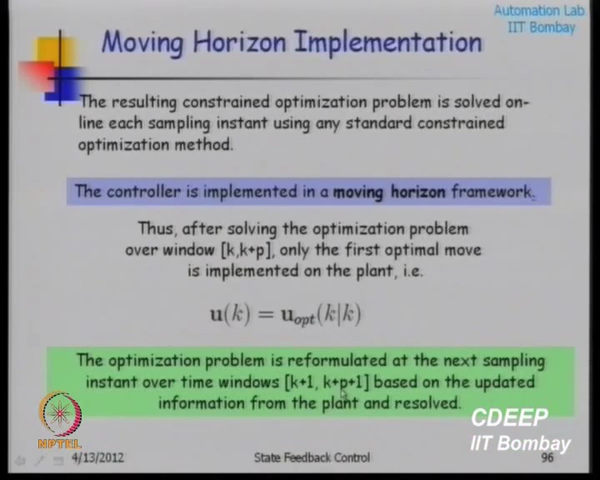 Automation Lab
IIT Bombay
Moving Horizon Implementation
The resulting constrained optimization problem is solved on-
line each sampling instant using any standard constrained
optimization method.
The controller is implemented in a moving horizon framework.
Thus, after solving the optimization problem
over window [k,k+p], only the first optimal move
is implemented on the plant, i.e.
u(k) = u_opt(k|k)
The optimization problem is reformulated at the next sampling
instant over time windows [k+1, k+p+1] based on the updated
information from the plant and resolved.
NPTEL
CDEEP
IIT Bombay
4/13/2012
State Feedback Control
96